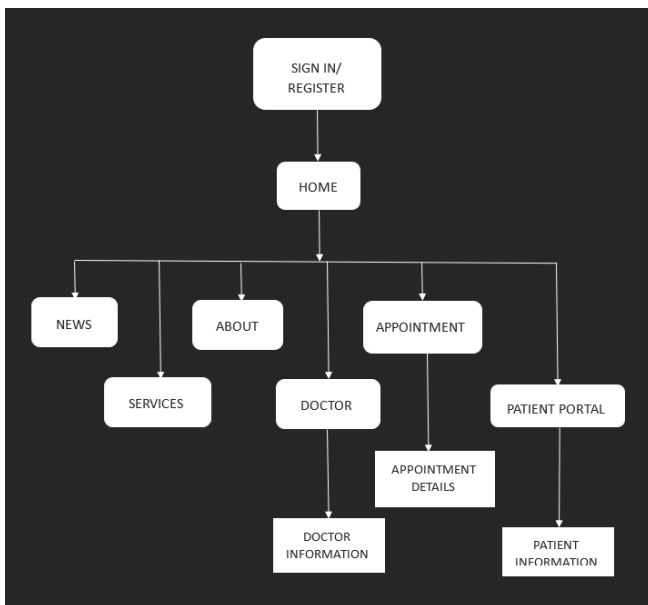 SIGN IN/
REGISTER
HOME
NEWS
ABOUT
APPOINTMENT
SERVICES
DOCTOR
PATIENT PORTAL
APPOINTMENT
DETAILS
DOCTOR
INFORMATION
PATIENT
INFORMATION